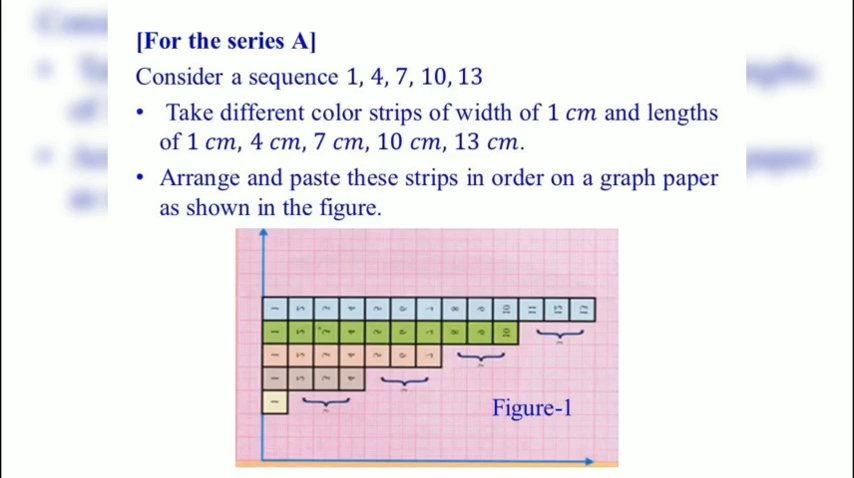 [For the series A]
Consider a sequence 1, 4, 7, 10, 13
• Take different color strips of width of 1 cm and lengths
of 1 cm, 4 cm, 7 cm, 10 cm, 13 cm.
• Arrange and paste these strips in order on a graph paper
as shown in the figure.
Figure-1